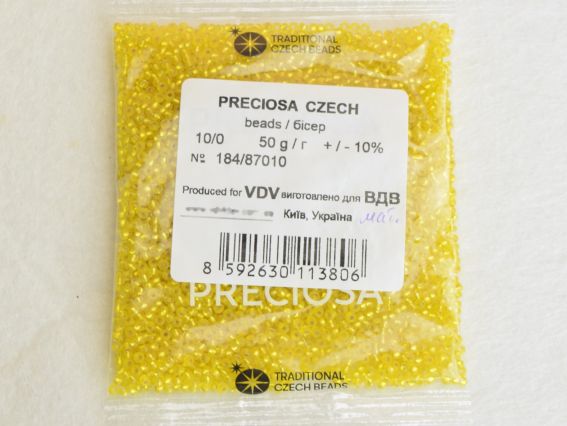 TRADITIONAL
CZECH BEADS
PRECIOSA CZECH
beads / бісер
10/0 50 g / г + / - 10%
№ 184/87010
Produced for VDV виготовлено для ВДВ
Київ, Україна мат.
8 592630 113806
PRECIOSA
TRADITIONAL
CZECH BEADS